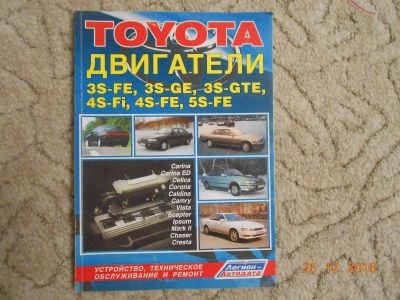 TOYOTA
ДВИГАТЕЛИ
3S-FE, 3S-GE, 3S-GTE,
4S-Fi, 4S-FE, 5S-FE
Carina
Carina ED
Celica
Corona
Caldina
Camry
Vista
Scepter
Ipsum
Mark II
Chaser
Cresta
УСТРОЙСТВО, ТЕХНИЧЕСКОЕ
ОБСЛУЖИВАНИЕ И РЕМОНТ
Легион-
Автодата